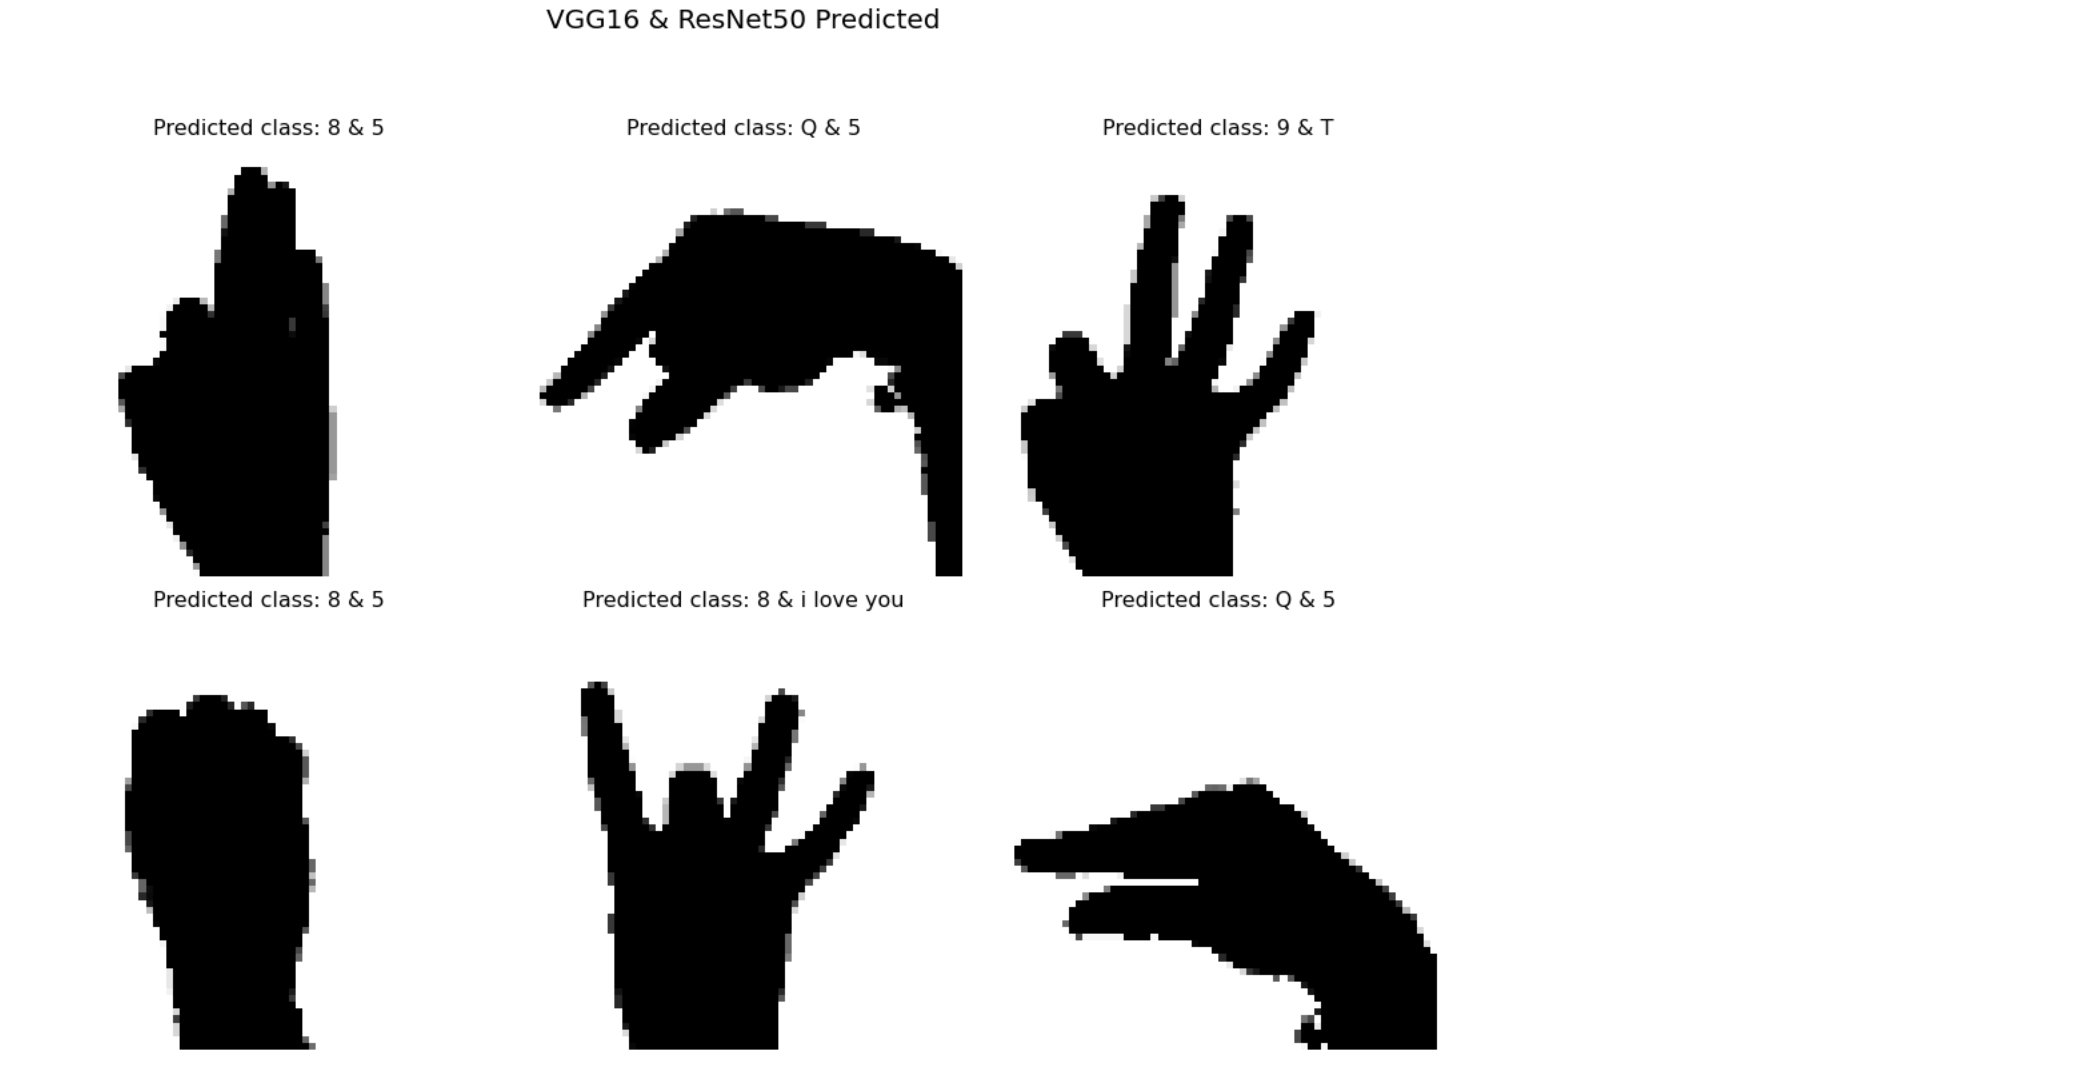 VGG16 & ResNet50 Predicted
Predicted class: 8 & 5
Predicted class: Q & 5
Predicted class: 9 & T
Predicted class: 8 & 5
Predicted class: 8 & i love you
Predicted class: Q & 5